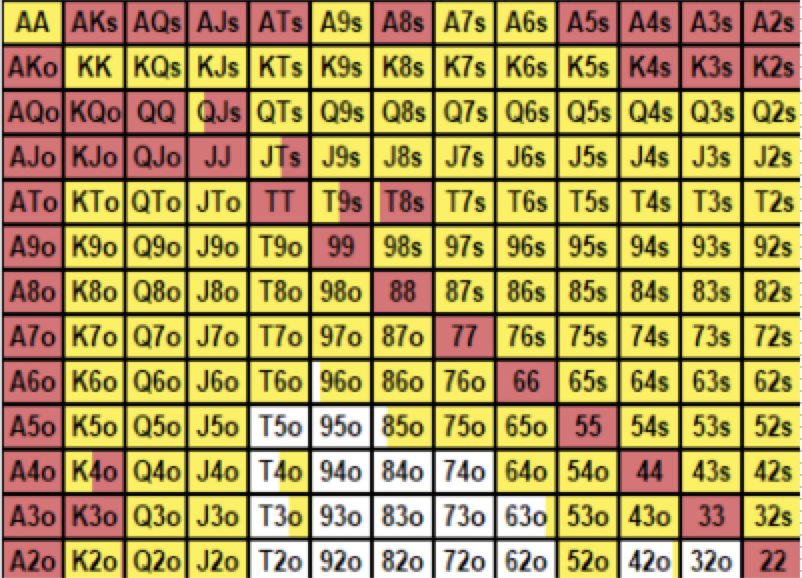 AA AKs AQs AJs ATs A9s A8s A7s A6s A5s A4s A3s A2s
AKo KK KQs KJs KTs K9s K8s K7s K6s K5s K4s K3s K2s
AQo KQo QQ QJs QTs Q9s Q8s Q7s Q6s Q5s Q4s Q3s Q2s
AJo KJo QJo JJ JTs J9s J8s J7s J6s J5s J4s J3s J2s
ATo KTo QTo JTo TT T9s T8s T7s T6s T5s T4s T3s T2s
A9o K9o Q9o J9o T9o 99 98s 97s 96s 95s 94s 93s 92s
A8o K8o Q8o J8o T8o 98o 88 87s 86s 85s 84s 83s 82s
A7o K7o Q7o J7o T7o 97o 87o 77 76s 75s 74s 73s 72s
A6o K6o Q6o J6o T6o 96o 86o 76o 66 65s 64s 63s 62s
A5o K5o Q5o J5o T5o 95o 85o 75o 65o 55 54s 53s 52s
A4o K4o Q4o J4o T4o 94o 84o 74o 64o 54o 44 43s 42s
A3o K3o Q3o J3o T3o 93o 83o 73o 63o 53o 43o 33 32s
A2o K2o Q2o J2o T2o 92o 82o 72o 62o 52o 42o 32o 22